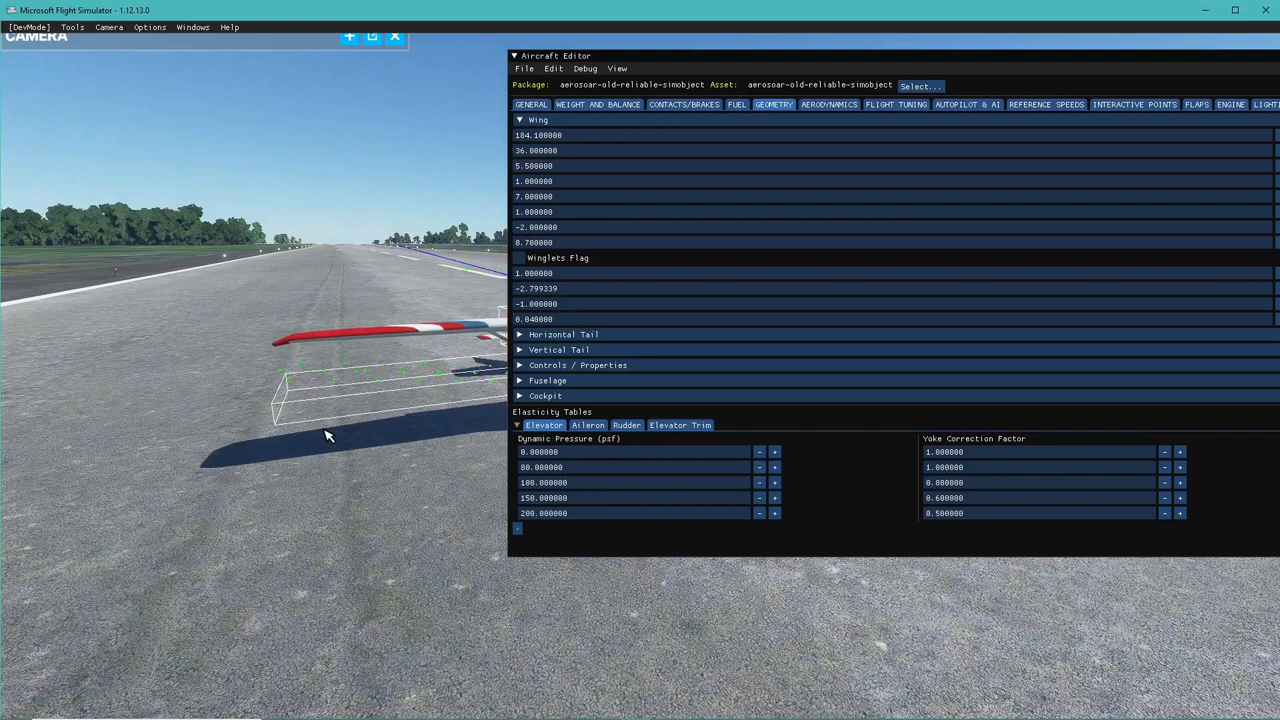 Microsoft Flight Simulator - 1.12.13.0
[DevMode] Tools Camera Options Windows Help
CAMERA
Aircraft Editor
File Edit Debug View
Package: aerosoar-old-reliable-simobject Asset: aerosoar-old-reliable-simobject Select...
GENERAL WEIGHT AND BALANCE CONTACTS/BRAKES FUEL GEOMETRY AERODYNAMICS FLIGHT TUNING AUTOPILOT & AI REFERENCE SPEEDS INTERACTIVE POINTS FLAPS ENGINE LIGHTI
Wing
184.100000
36.000000
5.500000
1.000000
7.000000
1.000000
-2.000000
0.700000
Winglets Flag
1.000000
-2.799339
-1.000000
0.040000
Horizontal Tail
Vertical Tail
Controls / Properties
Fuselage
Cockpit
Elasticity Tables
Elevator Aileron Rudder Elevator Trim
Dynamic Pressure (psf) Yoke Correction Factor
0.000000 - + 1.000000 - +
80.000000 - + 1.000000 - +
100.000000 - + 0.800000 - +
150.000000 - + 0.600000 - +
200.000000 - + 0.500000 - +
+